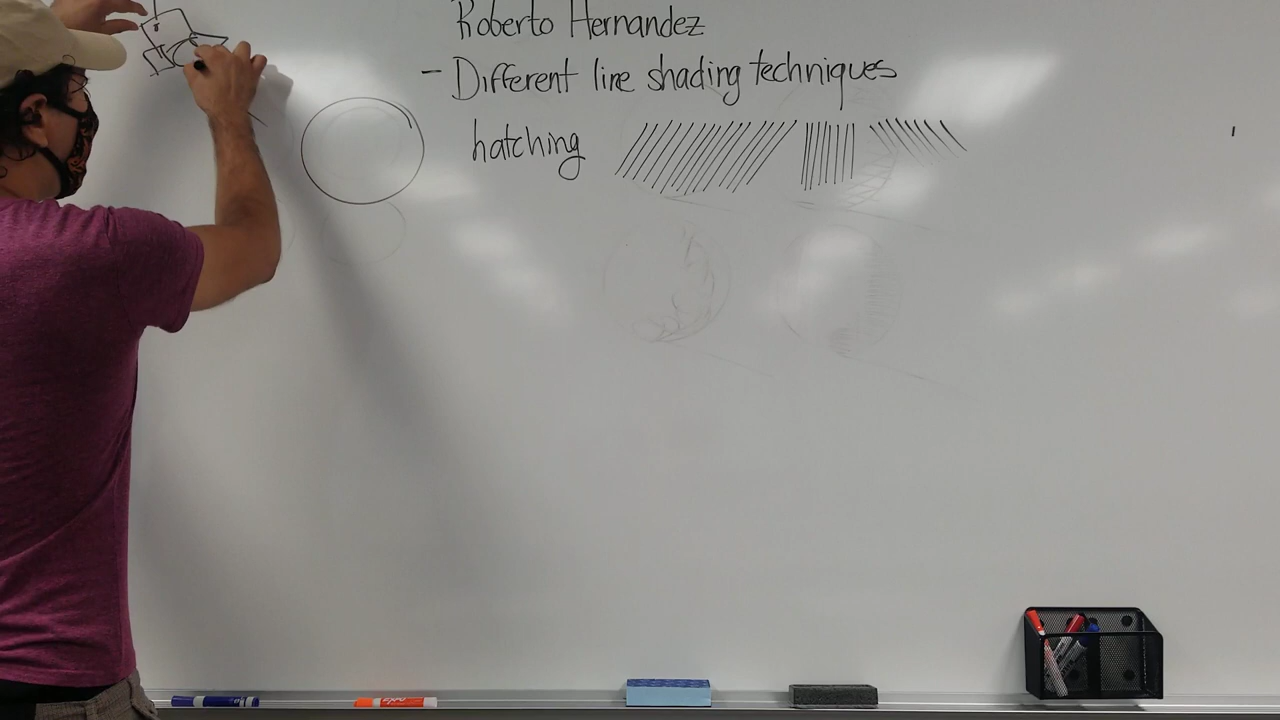 Roberto Hernandez
- Different line shading techniques
hatching